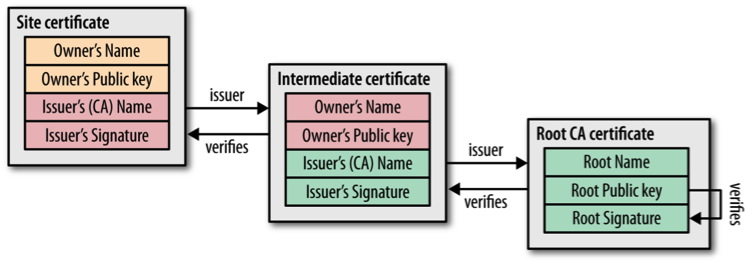 Site certificate
Owner's Name
Owner's Public key
Issuer's (CA) Name
Issuer's Signature
issuer
verifies
Intermediate certificate
Owner's Name
Owner's Public key
Issuer's (CA) Name
Issuer's Signature
issuer
verifies
Root CA certificate
Root Name
Root Public key
Root Signature
verifies